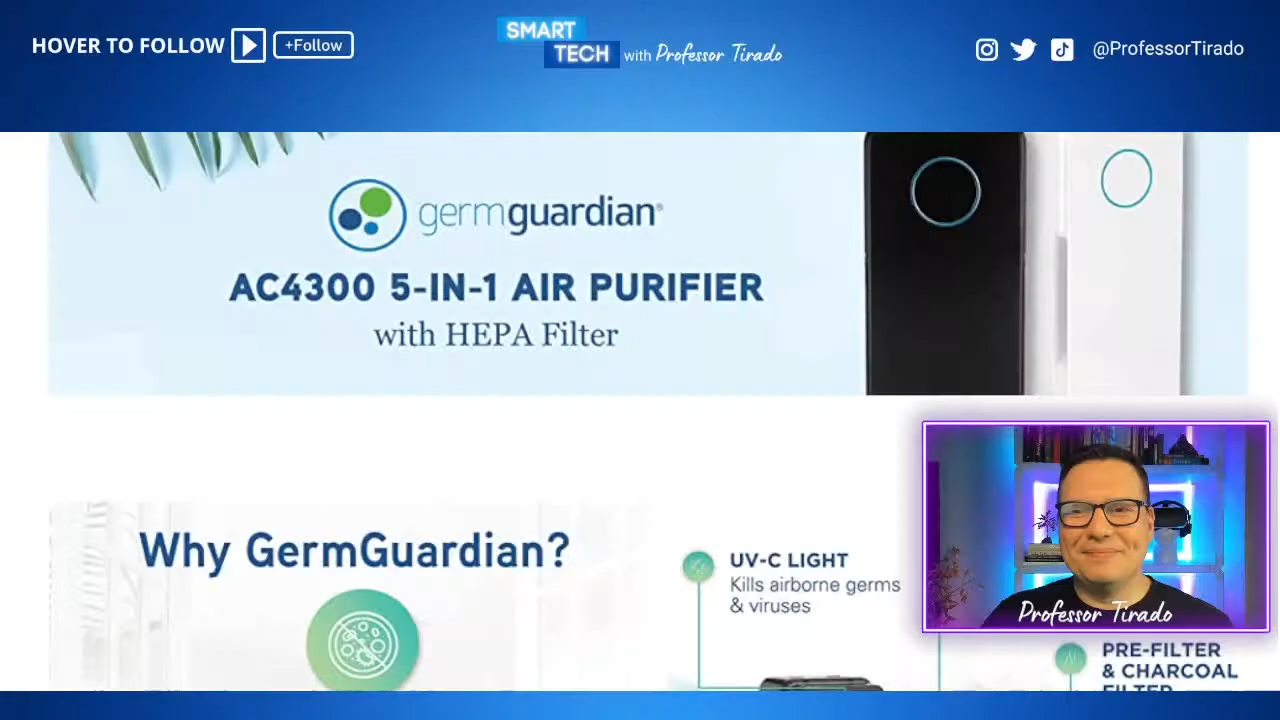 HOVER TO FOLLOW
+Follow
SMART
TECH with Professor Tirado
@ProfessorTirado
germguardian®
AC4300 5-IN-1 AIR PURIFIER
with HEPA Filter
Why GermGuardian?
UV-C LIGHT
Kills airborne germs
& viruses
Professor Tirado
PRE-FILTER
& CHARCOAL
FILTER